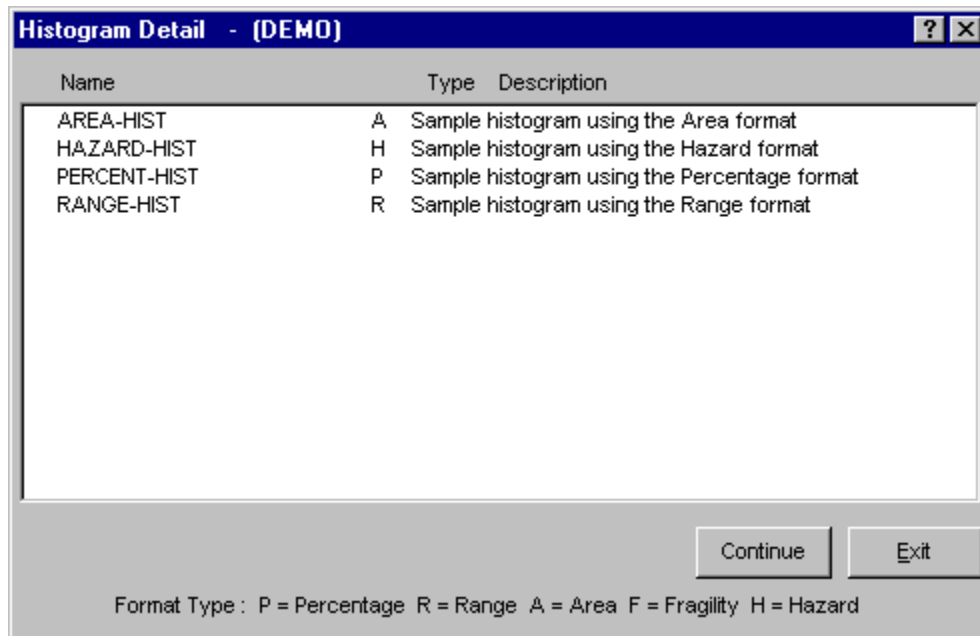 Histogram Detail - (DEMO)
Name Type Description
AREA-HIST A Sample histogram using the Area format
HAZARD-HIST H Sample histogram using the Hazard format
PERCENT-HIST P Sample histogram using the Percentage format
RANGE-HIST R Sample histogram using the Range format
Continue Exit
Format Type : P = Percentage R = Range A = Area F = Fragility H = Hazard